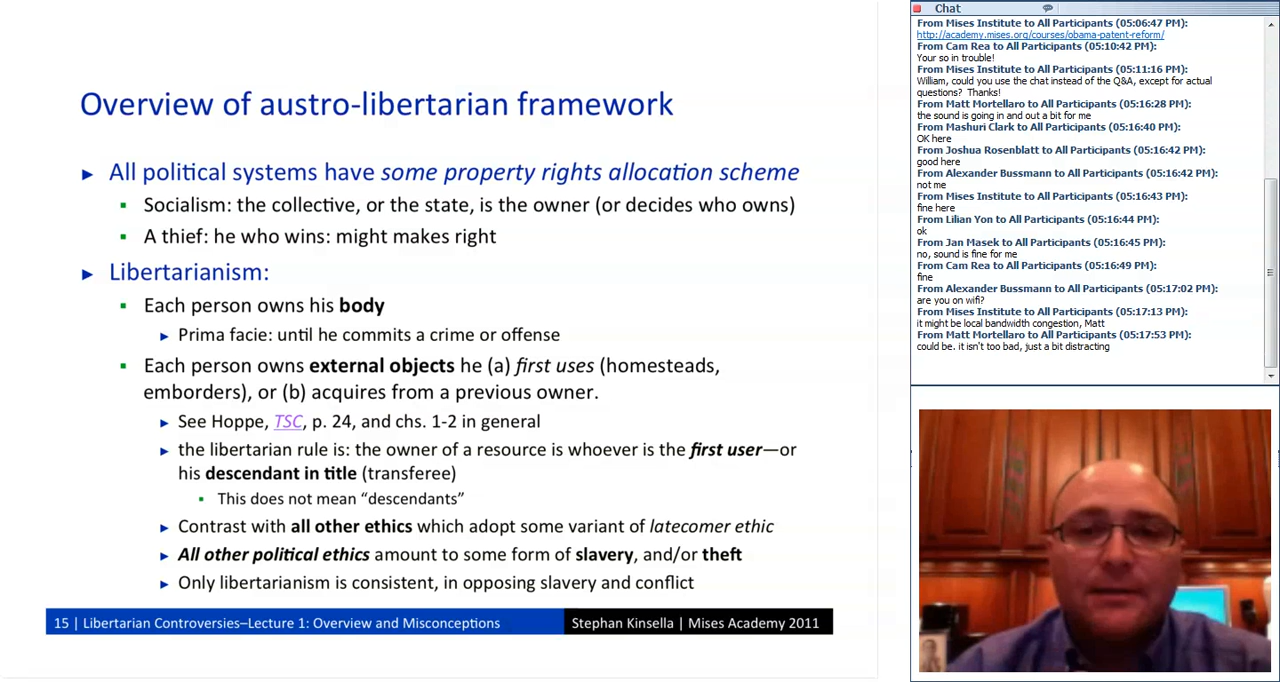 Overview of austro-libertarian framework
► All political systems have some property rights allocation scheme
▪ Socialism: the collective, or the state, is the owner (or decides who owns)
▪ A thief: he who wins: might makes right
► Libertarianism:
▪ Each person owns his body
► Prima facie: until he commits a crime or offense
▪ Each person owns external objects he (a) first uses (homesteads,
emborders), or (b) acquires from a previous owner.
► See Hoppe, TSC, p. 24, and chs. 1-2 in general
► the libertarian rule is: the owner of a resource is whoever is the first user—or
his descendant in title (transferee)
▪ This does not mean “descendants”
► Contrast with all other ethics which adopt some variant of latecomer ethic
► All other political ethics amount to some form of slavery, and/or theft
► Only libertarianism is consistent, in opposing slavery and conflict
15 | Libertarian Controversies–Lecture 1: Overview and Misconceptions
Stephan Kinsella | Mises Academy 2011
Chat
From Mises Institute to All Participants (05:06:47 PM):
http://academy.mises.org/courses/obama-patent-reform/
From Cam Rea to All Participants (05:10:42 PM):
Your so in trouble!
From Mises Institute to All Participants (05:11:16 PM):
William, could you use the chat instead of the Q&A, except for actual
questions? Thanks!
From Matt Mortellaro to All Participants (05:16:28 PM):
the sound is going in and out a bit for me
From Mashuri Clark to All Participants (05:16:40 PM):
OK here
From Joshua Rosenblatt to All Participants (05:16:42 PM):
good here
From Alexander Bussmann to All Participants (05:16:42 PM):
not me
From Mises Institute to All Participants (05:16:43 PM):
fine here
From Lilian Yon to All Participants (05:16:44 PM):
ok
From Jan Masek to All Participants (05:16:45 PM):
no, sound is fine for me
From Cam Rea to All Participants (05:16:49 PM):
fine
From Alexander Bussmann to All Participants (05:17:02 PM):
are you on wifi?
From Mises Institute to All Participants (05:17:13 PM):
it might be local bandwidth congestion, Matt
From Matt Mortellaro to All Participants (05:17:53 PM):
could be. it isn't too bad, just a bit distracting